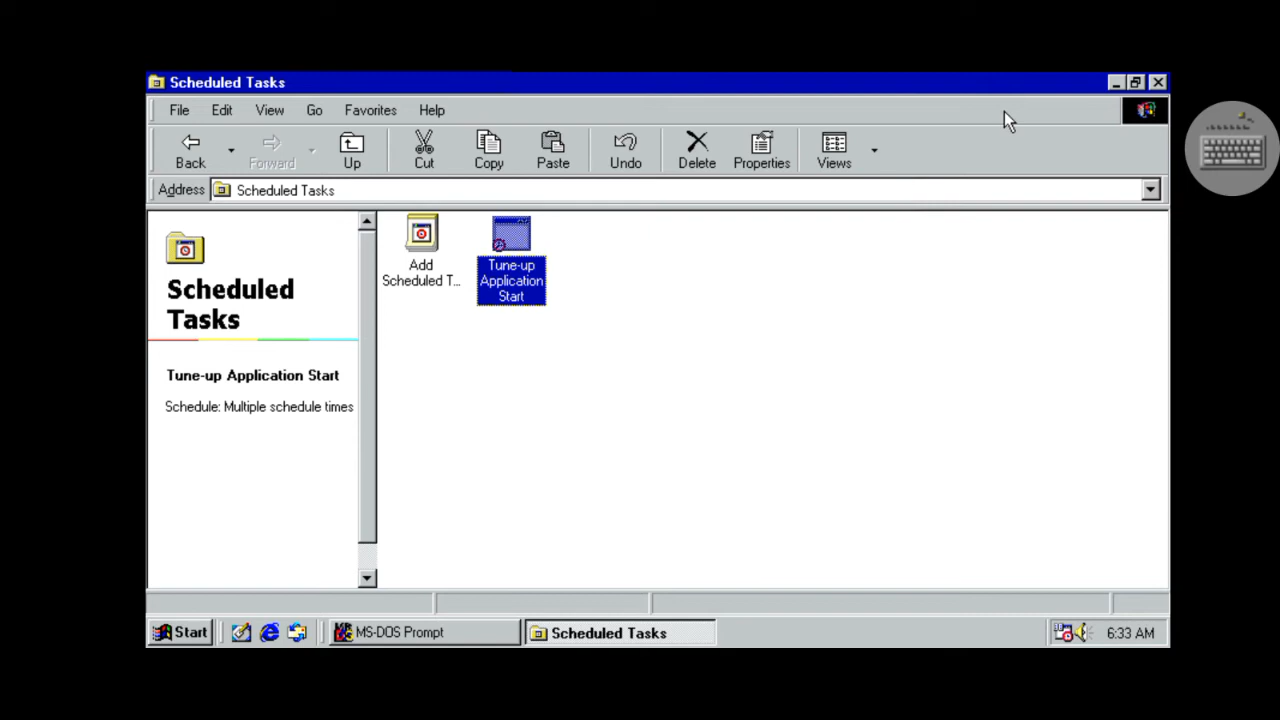 Scheduled Tasks
File Edit View Go Favorites Help
Back Forward Up Cut Copy Paste Undo Delete Properties Views
Address Scheduled Tasks
Scheduled
Tasks
Tune-up Application Start
Schedule: Multiple schedule times
Add
Scheduled T...
Tune-up
Application
Start
Start MS-DOS Prompt Scheduled Tasks 6:33 AM